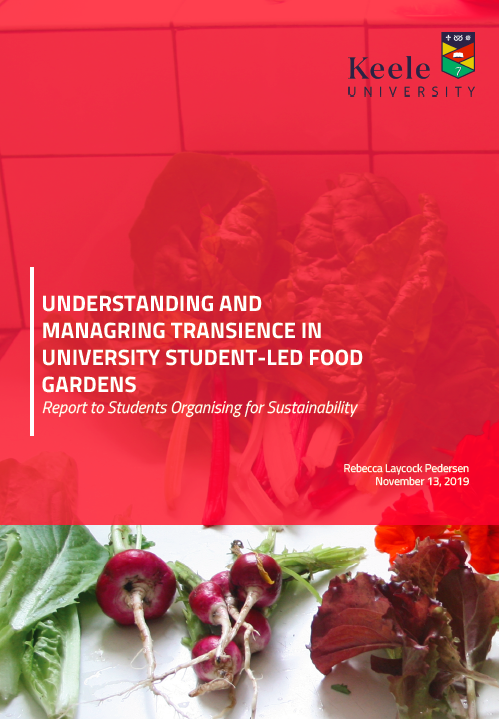 Keele
UNIVERSITY
7
UNDERSTANDING AND
MANAGRING TRANSIENCE IN
UNIVERSITY STUDENT-LED FOOD
GARDENS
Report to Students Organising for Sustainability
Rebecca Laycock Pedersen
November 13, 2019